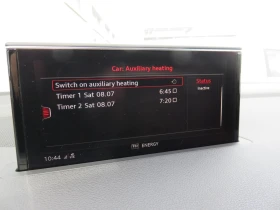 Car: Auxiliary heating
Switch on auxiliary heating
Timer 1 Sat 08.07 6:45
Timer 2 Sat 08.07 7:20
Status
Inactive
10:44
ENERGY